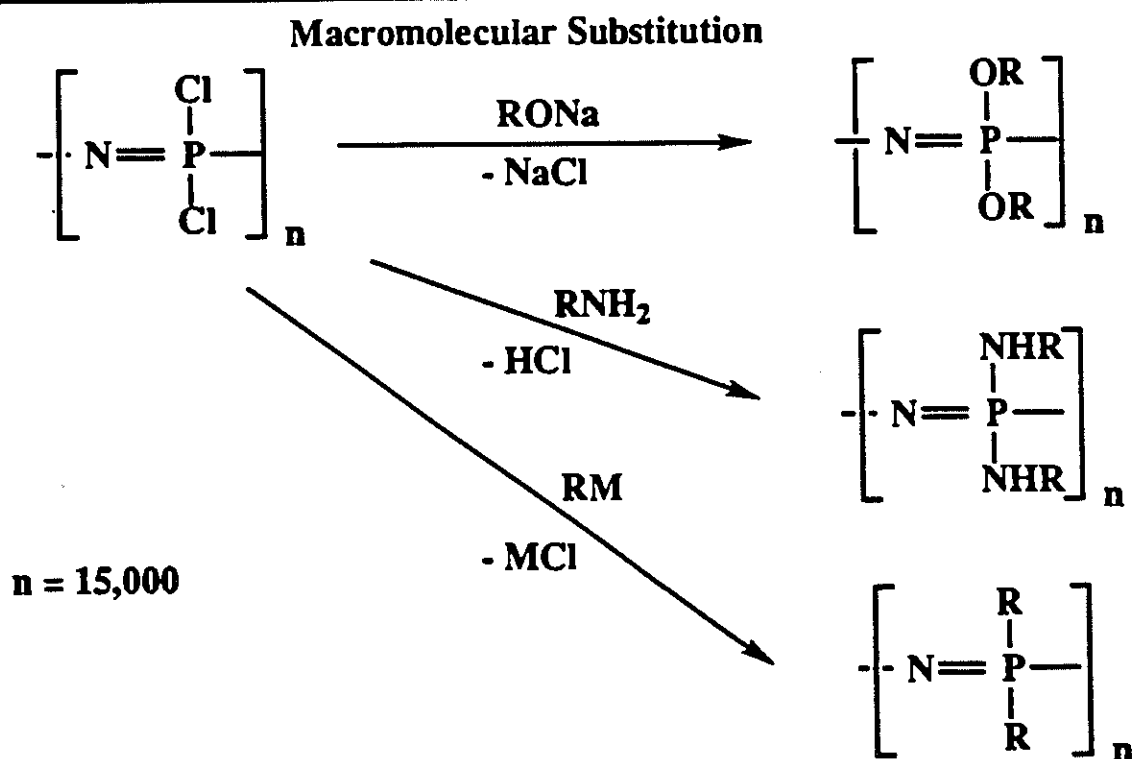 Macromolecular Substitution
Cl
N=P
Cl
n
RONa
- NaCl
OR
N=P
OR
n
RNH₂
- HCl
NHR
N=P
NHR
n
RM
- MCl
n = 15,000
R
N=P
R
n